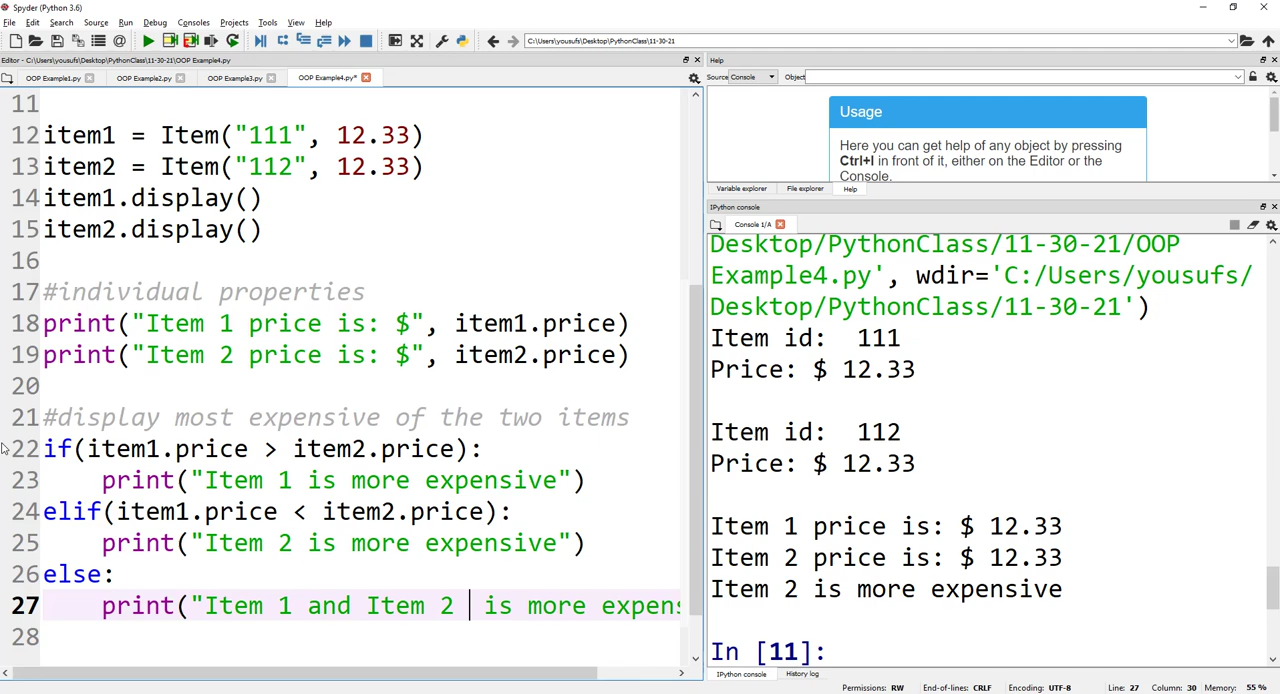 Spyder (Python 3.6)
File Edit Search Source Run Debug Consoles Projects Tools View Help
C:\Users\yousufs\Desktop\PythonClass\11-30-21
Editor - C:\Users\yousufs\Desktop\PythonClass\11-30-21\OOP Example4.py
OOP Example1.py OOP Example2.py OOP Example3.py OOP Example4.py*
11
12 item1 = Item("111", 12.33)
13 item2 = Item("112", 12.33)
14 item1.display()
15 item2.display()
16
17 #individual properties
18 print("Item 1 price is: $", item1.price)
19 print("Item 2 price is: $", item2.price)
20
21 #display most expensive of the two items
22 if(item1.price > item2.price):
23 print("Item 1 is more expensive")
24 elif(item1.price < item2.price):
25 print("Item 2 is more expensive")
26 else:
27 print("Item 1 and Item 2  is more expens
28
Help
Source Console Object
Usage
Here you can get help of any object by pressing
Ctrl+I in front of it, either on the Editor or the
Console.
Variable explorer File explorer Help
IPython console
Console 1/A
Desktop/PythonClass/11-30-21/OOP
Example4.py', wdir='C:/Users/yousufs/
Desktop/PythonClass/11-30-21')
Item id:  111
Price: $ 12.33
Item id:  112
Price: $ 12.33
Item 1 price is: $ 12.33
Item 2 price is: $ 12.33
Item 2 is more expensive
In [11]:
IPython console History log
Permissions: RW End-of-lines: CRLF Encoding: UTF-8 Line: 27 Column: 30 Memory: 55 %